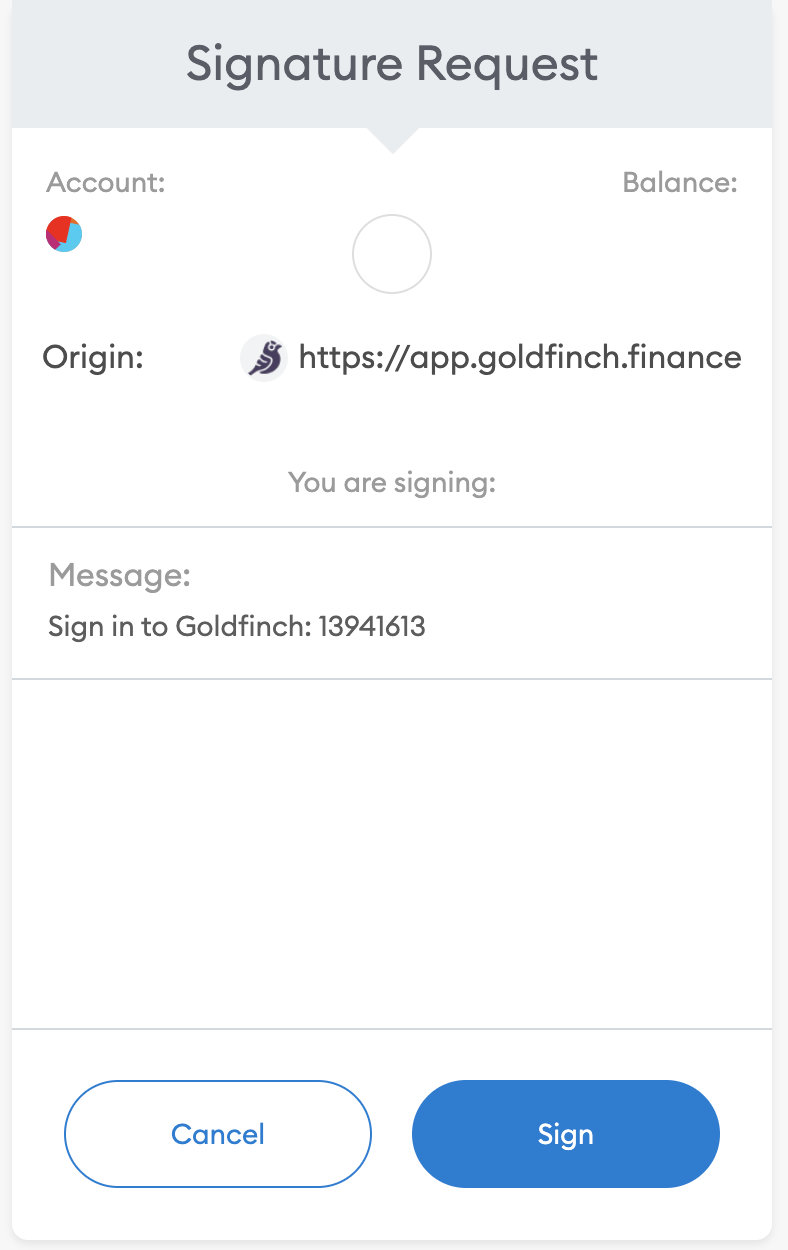 Signature Request
Account:
Balance:
Origin:
https://app.goldfinch.finance
You are signing:
Message:
Sign in to Goldfinch: 13941613
Cancel
Sign